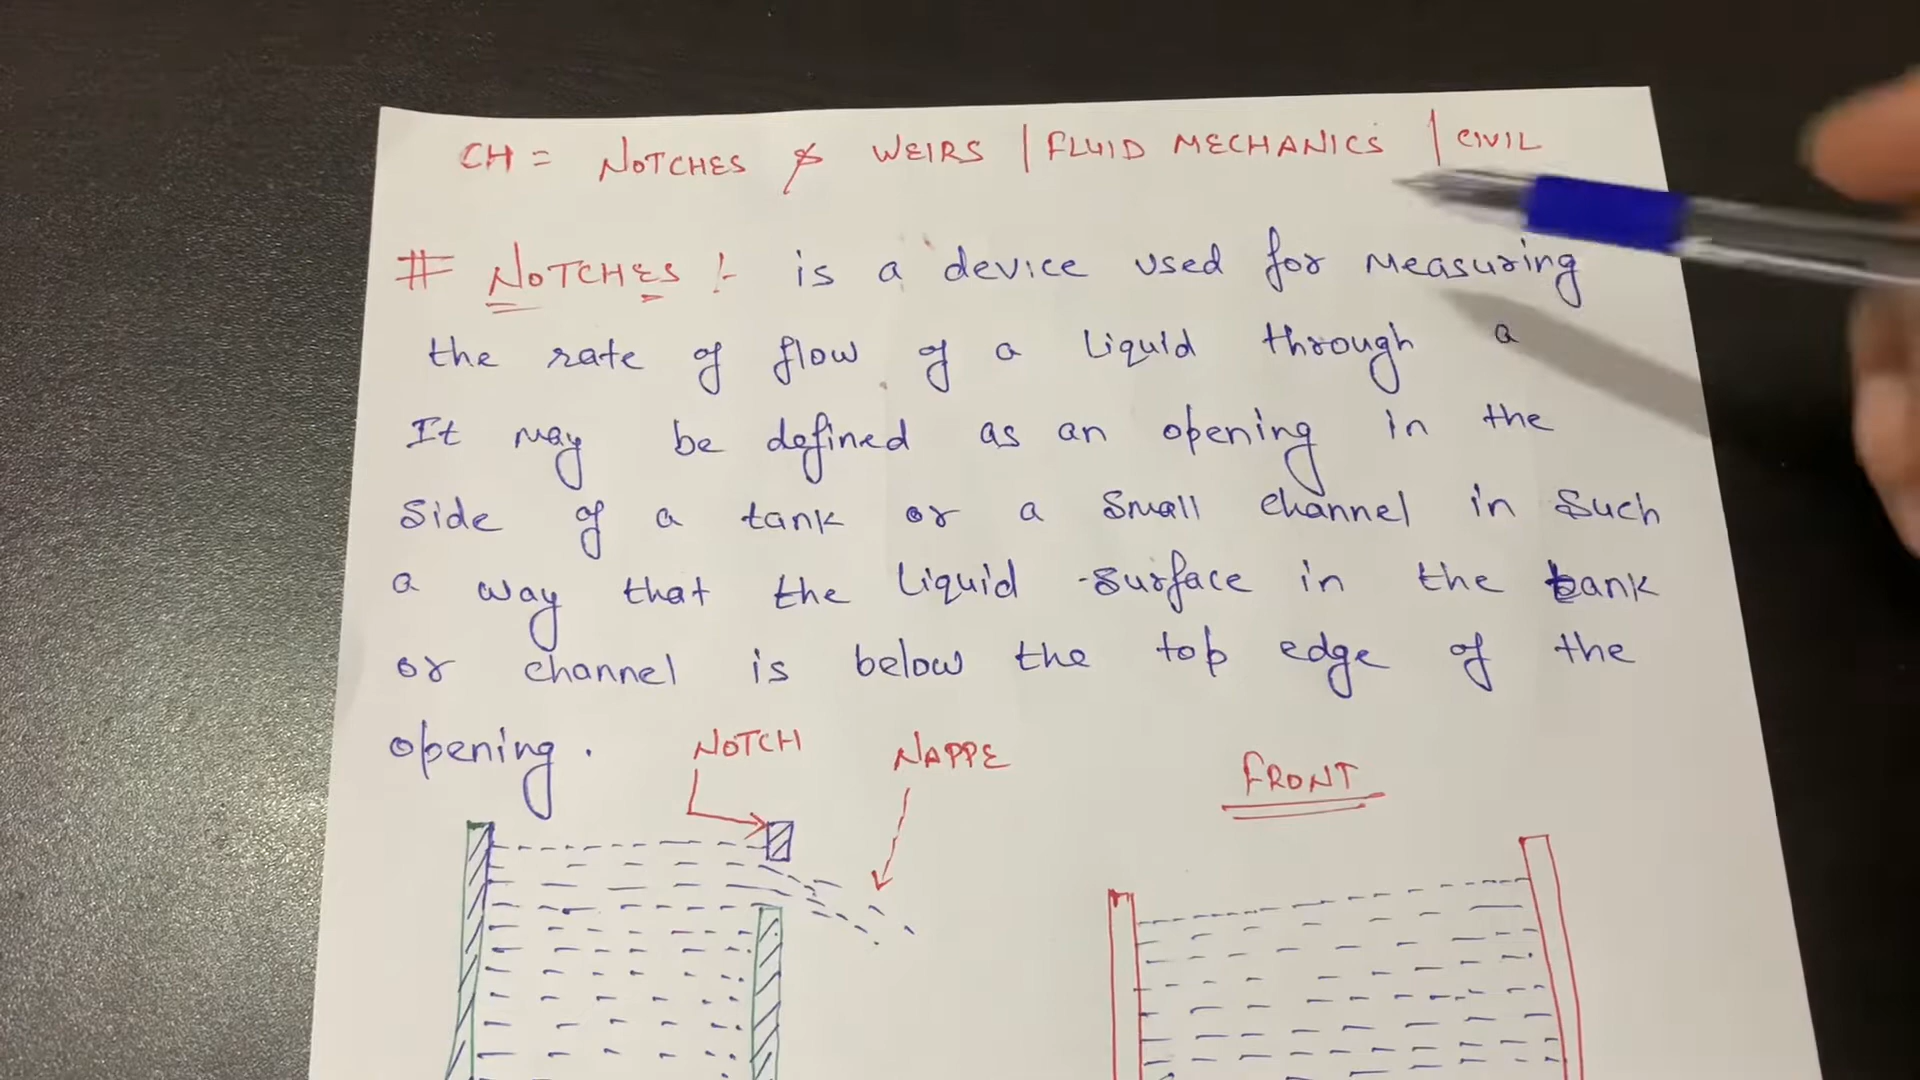 CH = NOTCHES & WEIRS | FLUID MECHANICS | CIVIL
# NOTCHES :- is a device used for measuring
the rate of flow of a liquid through a
It may be defined as an opening in the
side of a tank or a small channel in such
a way that the liquid surface in the tank
or channel is below the top edge of the
opening.
NOTCH
NAPPE
FRONT